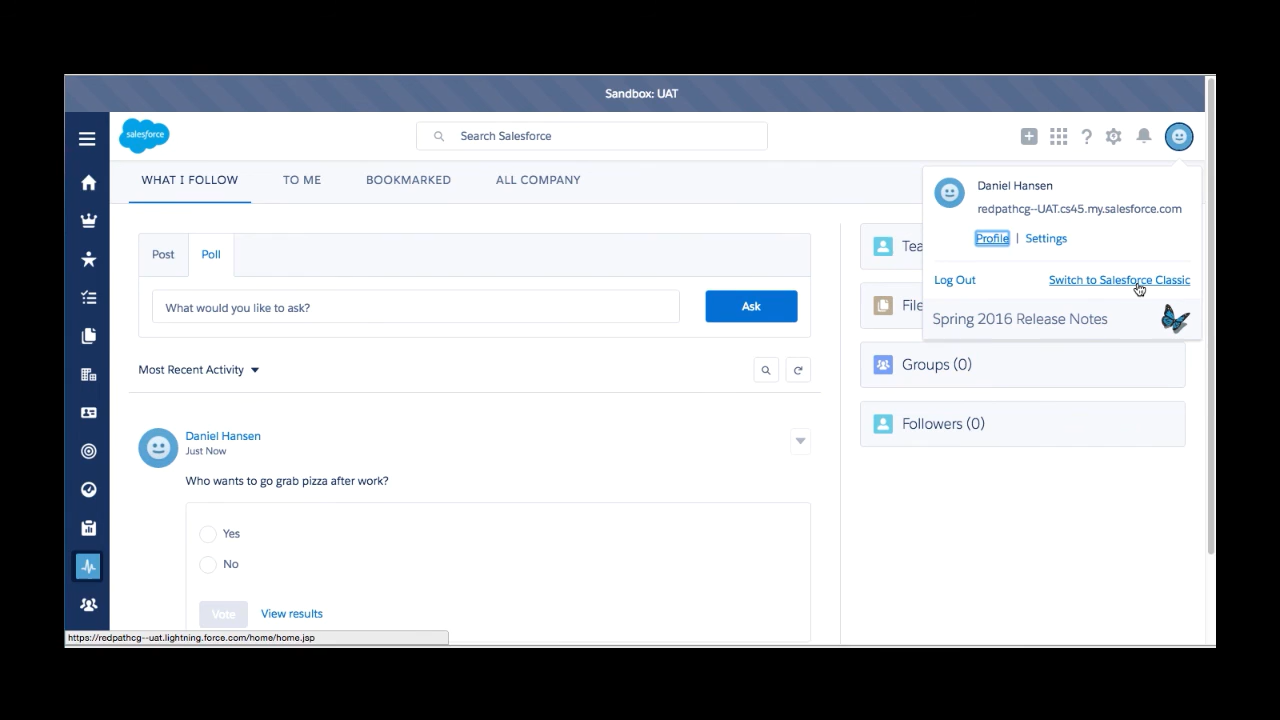 Sandbox: UAT
salesforce
Search Salesforce
?
WHAT I FOLLOW
TO ME
BOOKMARKED
ALL COMPANY
Daniel Hansen
redpathcg--UAT.cs45.my.salesforce.com
Profile | Settings
Log Out
Switch to Salesforce Classic
Spring 2016 Release Notes
Post
Poll
What would you like to ask?
Ask
Most Recent Activity
Groups (0)
Followers (0)
Daniel Hansen
Just Now
Who wants to go grab pizza after work?
Yes
No
Vote
View results
https://redpathcg--uat.lightning.force.com/home/home.jsp